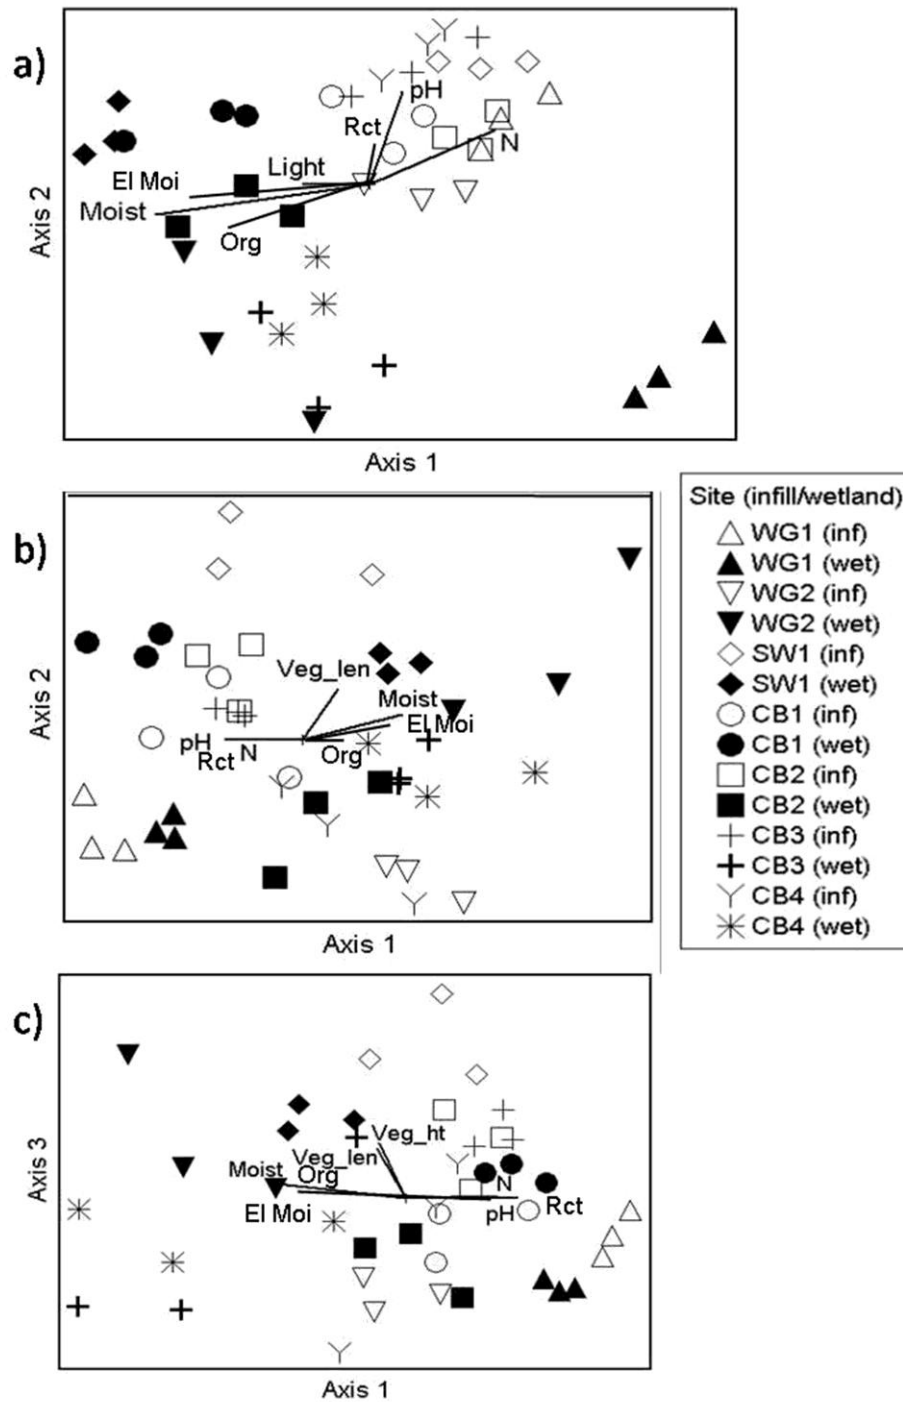 a)
pH
Rct
N
Light
El Moi
Moist
Org
Axis 2
Axis 1
b)
Veg_len
Moist
El Moi
pH
N
Org
Rct
Axis 2
Axis 1
Site (infill/wetland)
WG1 (inf)
WG1 (wet)
WG2 (inf)
WG2 (wet)
SW1 (inf)
SW1 (wet)
CB1 (inf)
CB1 (wet)
CB2 (inf)
CB2 (wet)
CB3 (inf)
CB3 (wet)
CB4 (inf)
CB4 (wet)
c)
Veg_ht
Veg_len
Moist
Org
N
Rct
El Moi
pH
Axis 3
Axis 1